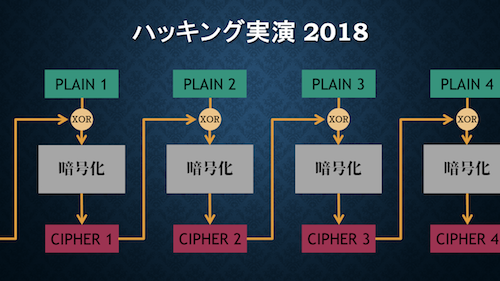 ハッキング実演 2018
PLAIN 1 PLAIN 2 PLAIN 3 PLAIN 4
XOR XOR XOR XOR
暗号化 暗号化 暗号化 暗号化
CIPHER 1 CIPHER 2 CIPHER 3 CIPHER 4